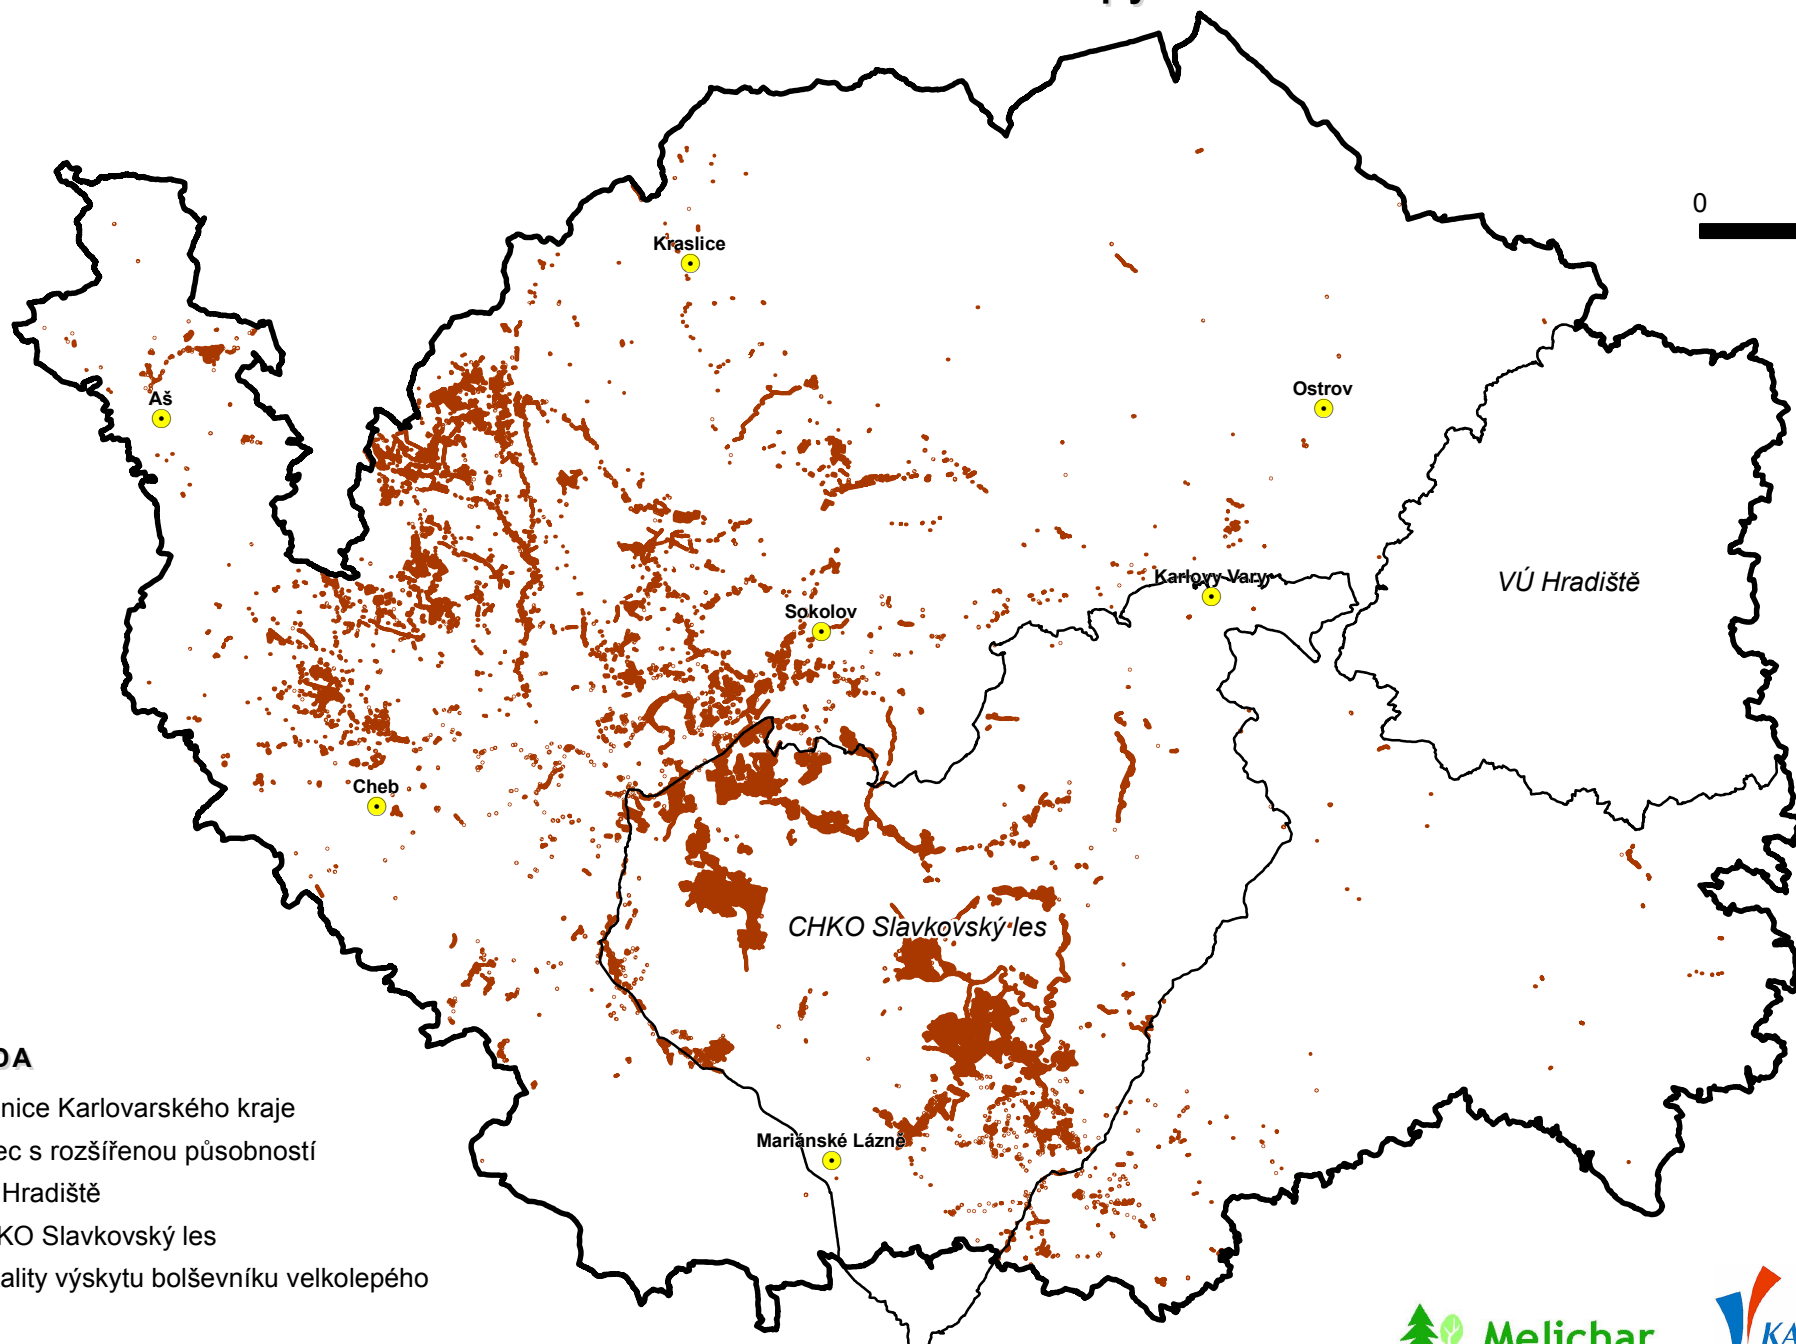 0
Kraslice
Ostrov
Aš
VÚ Hradiště
Karlovy Vary
Sokolov
Cheb
CHKO Slavkovský les
Mariánské Lázně
DA
nice Karlovarského kraje
ec s rozšířenou působností
Hradiště
KO Slavkovský les
ality výskytu bolševníku velkolepého
Melichar
KA